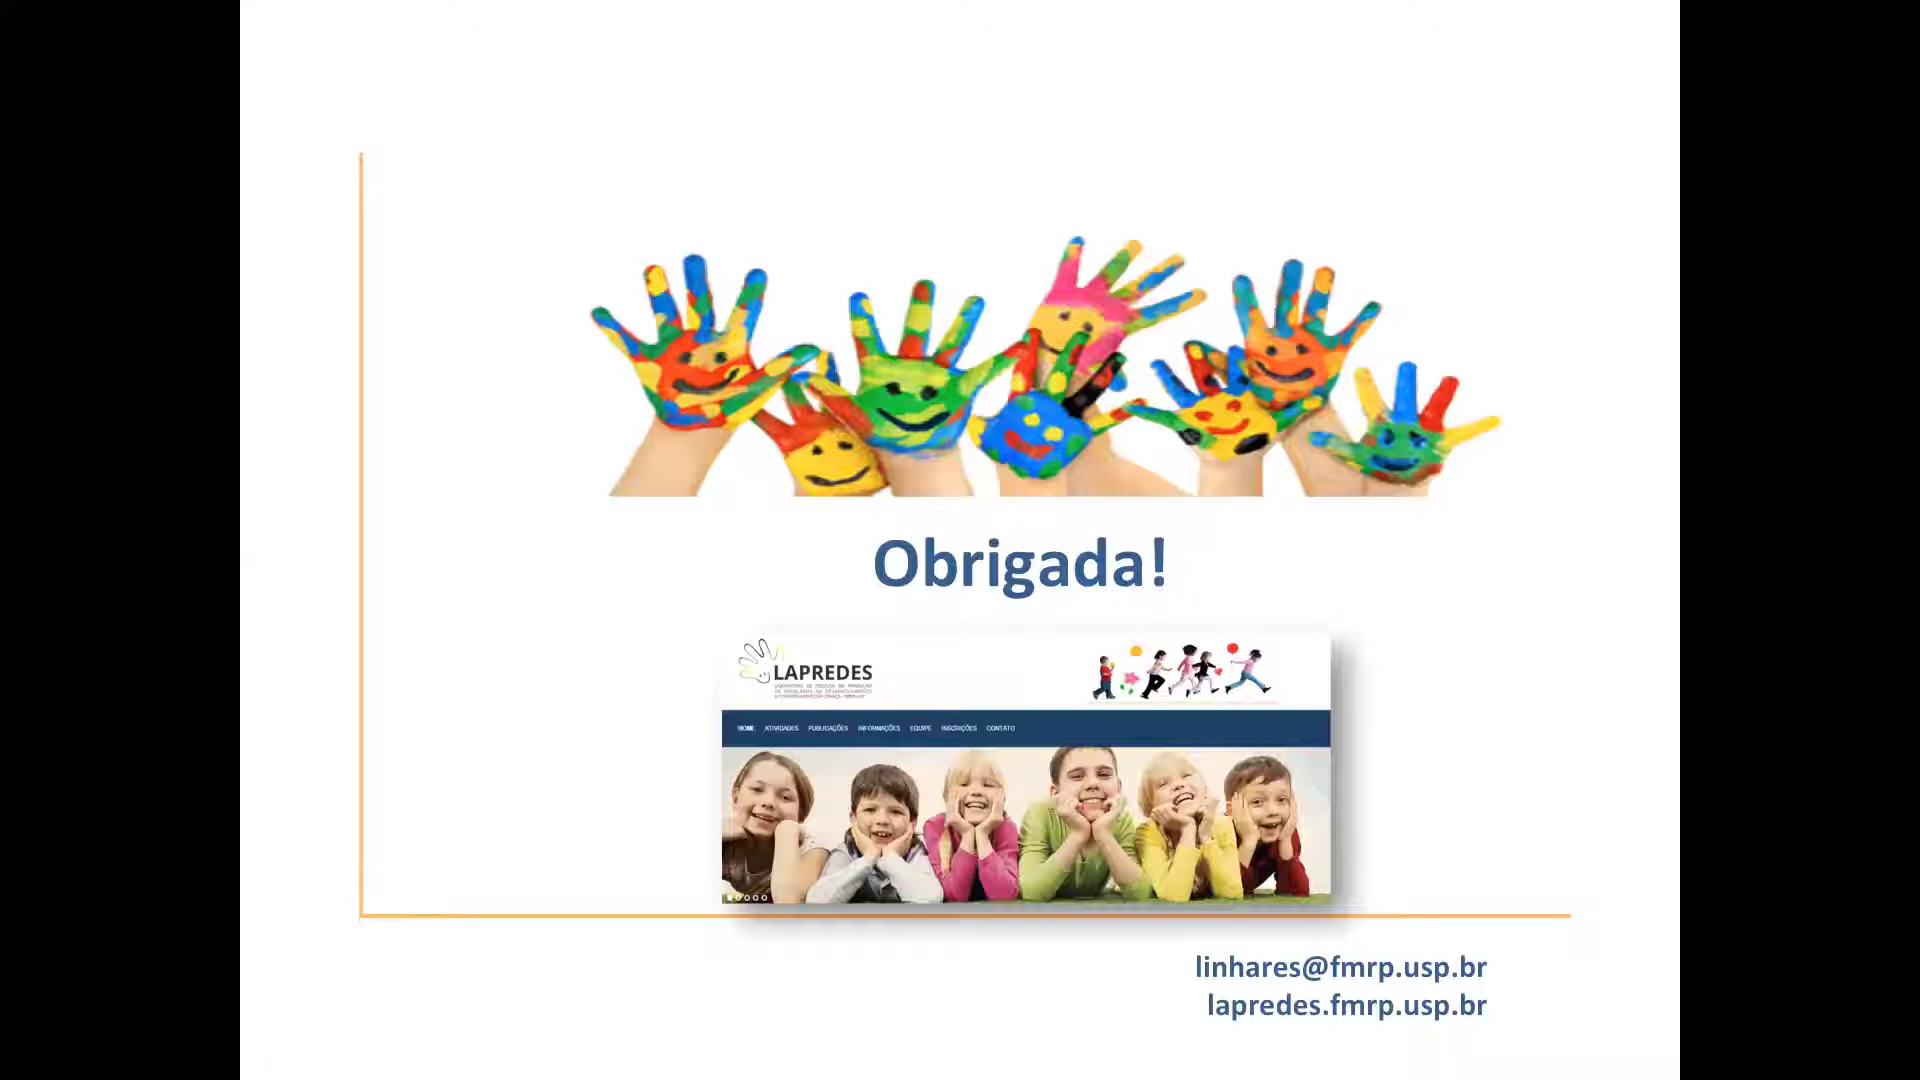 Obrigada!
LAPREDES
HOME ATIVIDADES PUBLICAÇÕES INFORMAÇÕES EQUIPE INSCRIÇÕES CONTATO
linhares@fmrp.usp.br
lapredes.fmrp.usp.br